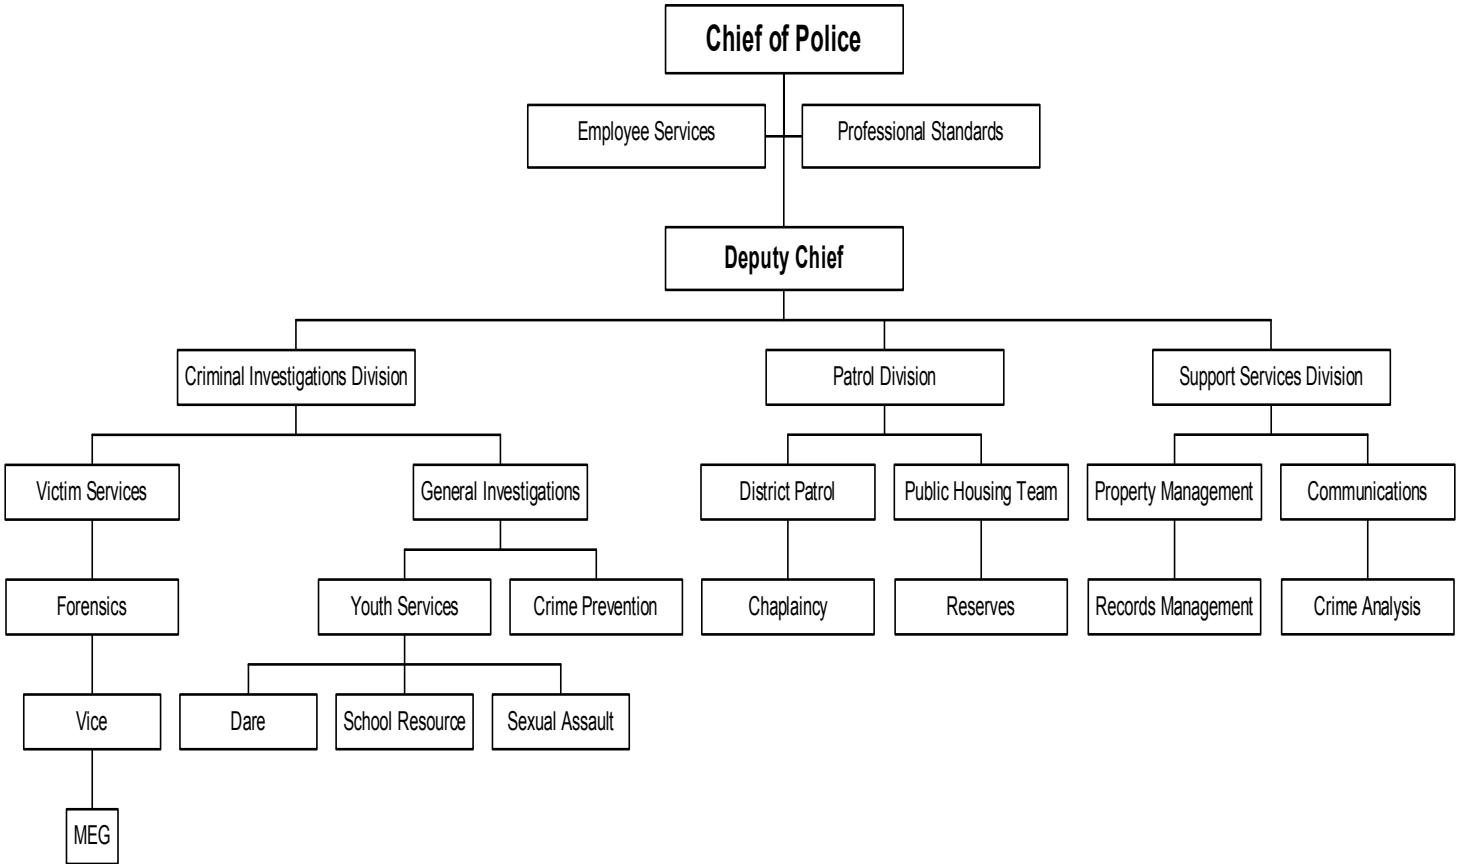 Chief of Police
Employee Services
Professional Standards
Deputy Chief
Criminal Investigations Division
Patrol Division
Support Services Division
Victim Services
General Investigations
District Patrol
Public Housing Team
Property Management
Communications
Forensics
Youth Services
Crime Prevention
Chaplaincy
Reserves
Records Management
Crime Analysis
Vice
Dare
School Resource
Sexual Assault
MEG